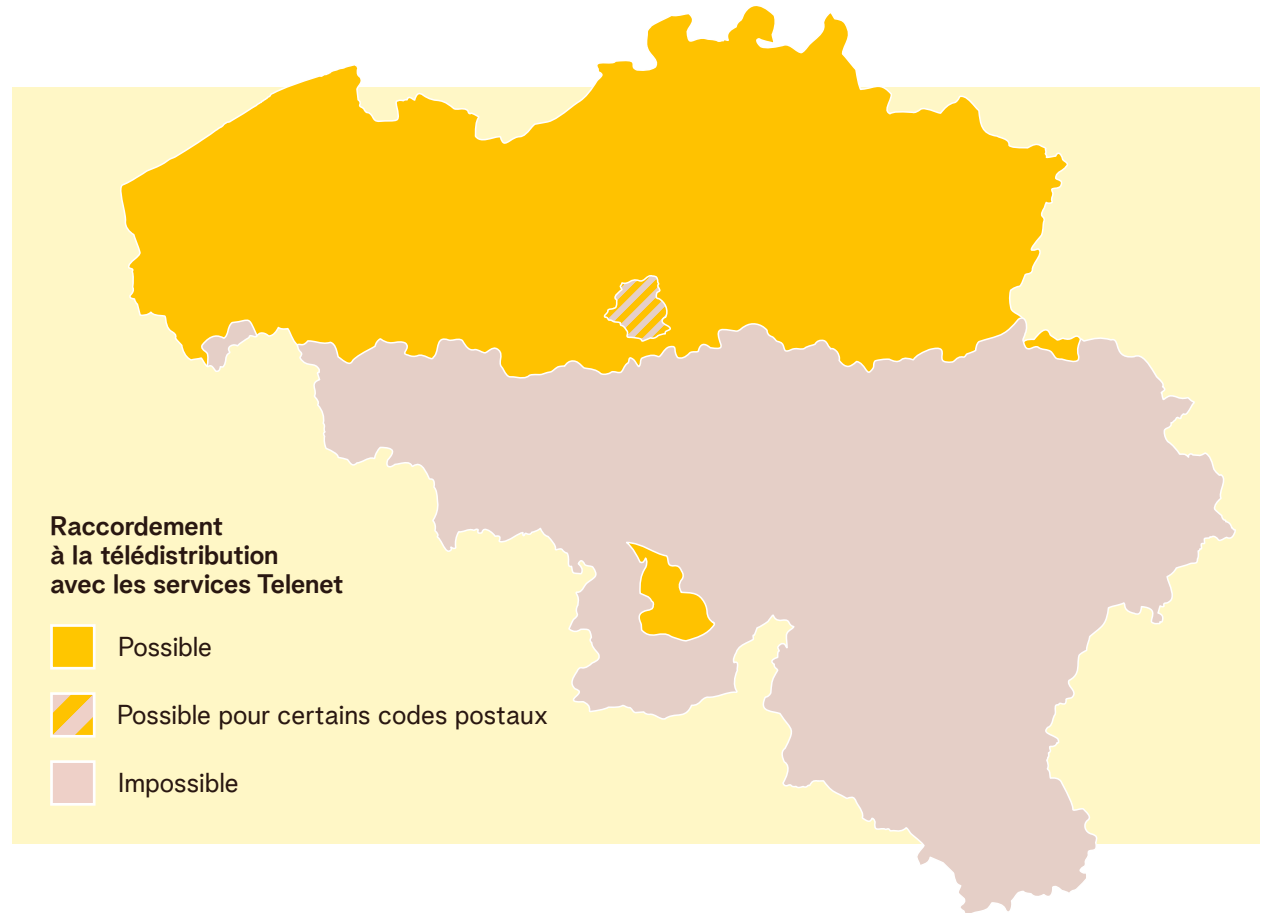 Raccordement
à la télédistribution
avec les services Telenet
Possible
Possible pour certains codes postaux
Impossible